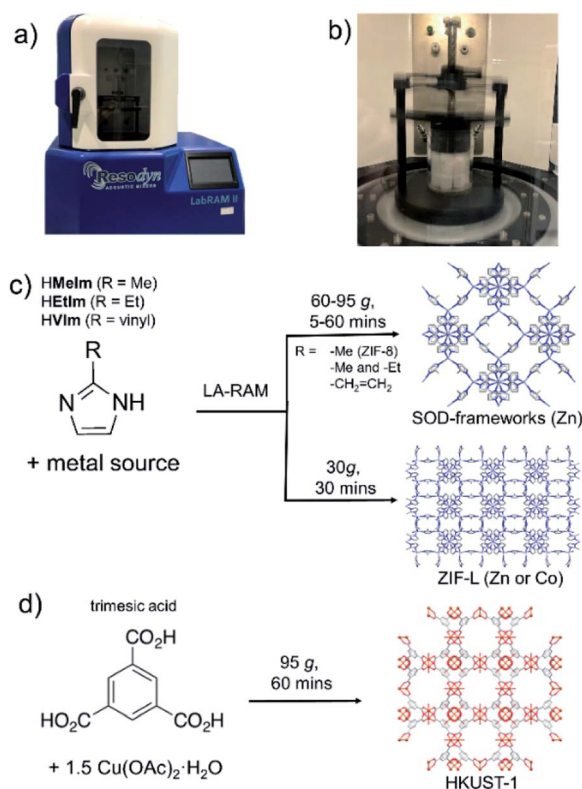 a)
b)
Resodyn
ACOUSTIC MIXERS
LabRAM II
c)
HMeIm (R = Me)
HEtIm (R = Et)
HVIm (R = vinyl)
R
N
NH
+ metal source
LA-RAM
60-95 g,
5-60 mins
R = -Me (ZIF-8)
-Me and -Et
-CH2=CH2
SOD-frameworks (Zn)
30g,
30 mins
ZIF-L (Zn or Co)
d)
trimesic acid
CO2H
HO2C
CO2H
+ 1.5 Cu(OAc)2·H2O
95 g,
60 mins
HKUST-1